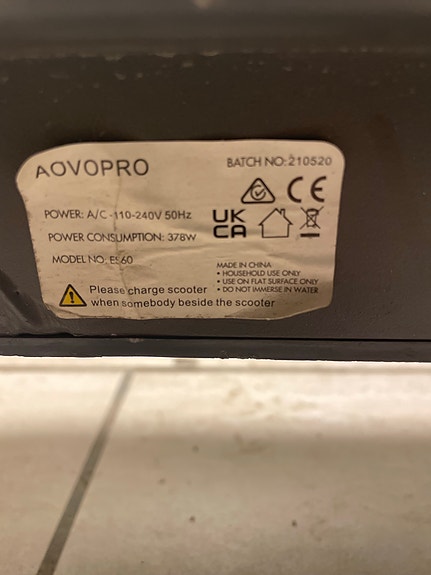 AOVOPRO
BATCH NO: 210520
POWER: A/C -110-240V 50Hz
POWER CONSUMPTION: 378W
MODEL NO. ES60
CE
UK
CA
MADE IN CHINA
• HOUSEHOLD USE ONLY
• USE ON FLAT SURFACE ONLY
• DO NOT IMMERSE IN WATER
Please charge scooter
when somebody beside the scooter